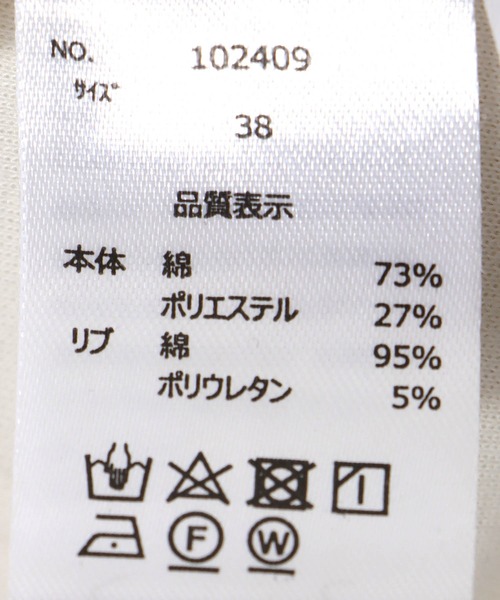 NO. 102409
サイズ
38
品質表示
本体 綿 73%
ポリエステル 27%
リブ 綿 95%
ポリウレタン 5%
F W